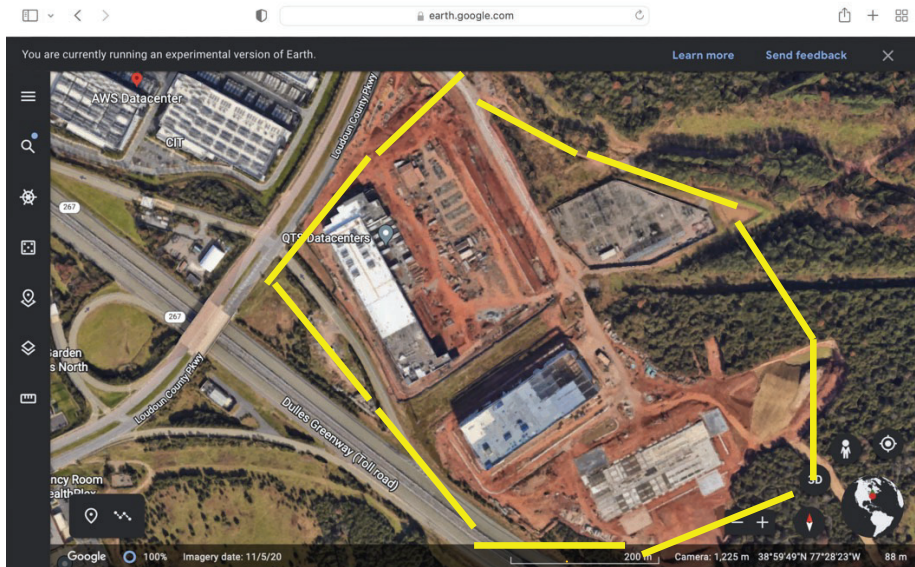 earth.google.com
You are currently running an experimental version of Earth.
Learn more
Send feedback
AWS Datacenter
CIT
Loudoun County Pkwy
267
QTS Datacenters
267
arden
s North
Loudoun County Pkwy
Dulles Greenway (Toll road)
ncy Room
ealthPlex
3D
Google
100%
Imagery date: 11/5/20
200 m
Camera: 1,225 m
38°59'49"N 77°28'23"W
88 m